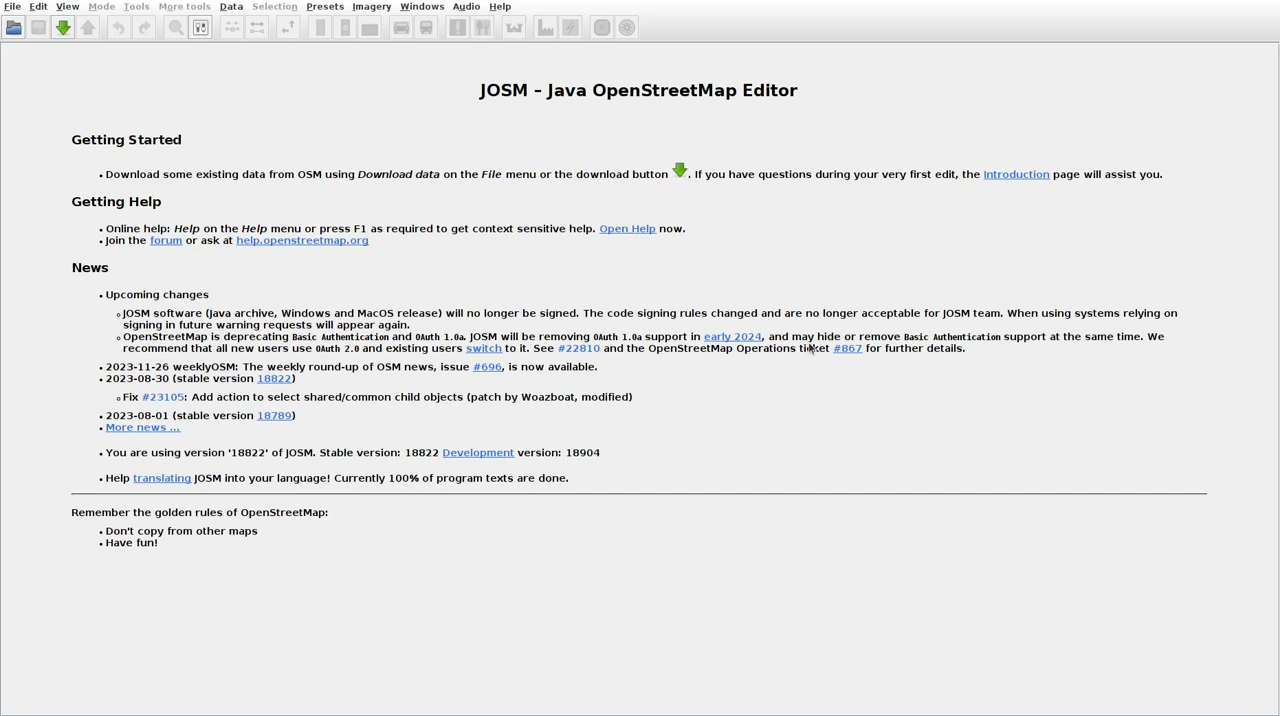 File Edit View Mode Tools More tools Data Selection Presets Imagery Windows Audio Help
JOSM – Java OpenStreetMap Editor
Getting Started
• Download some existing data from OSM using Download data on the File menu or the download button . If you have questions during your very first edit, the Introduction page will assist you.
Getting Help
• Online help: Help on the Help menu or press F1 as required to get context sensitive help. Open Help now.
• Join the forum or ask at help.openstreetmap.org
News
• Upcoming changes
◦ JOSM software (Java archive, Windows and MacOS release) will no longer be signed. The code signing rules changed and are no longer acceptable for JOSM team. When using systems relying on
signing in future warning requests will appear again.
◦ OpenStreetMap is deprecating Basic Authentication and OAuth 1.0a. JOSM will be removing OAuth 1.0a support in early 2024, and may hide or remove Basic Authentication support at the same time. We
recommend that all new users use OAuth 2.0 and existing users switch to it. See #22810 and the OpenStreetMap Operations ticket #867 for further details.
• 2023-11-26 weeklyOSM: The weekly round-up of OSM news, issue #696, is now available.
• 2023-08-30 (stable version 18822)
◦ Fix #23105: Add action to select shared/common child objects (patch by Woazboat, modified)
• 2023-08-01 (stable version 18789)
• More news ...
• You are using version '18822' of JOSM. Stable version: 18822 Development version: 18904
• Help translating JOSM into your language! Currently 100% of program texts are done.
Remember the golden rules of OpenStreetMap:
• Don't copy from other maps
• Have fun!